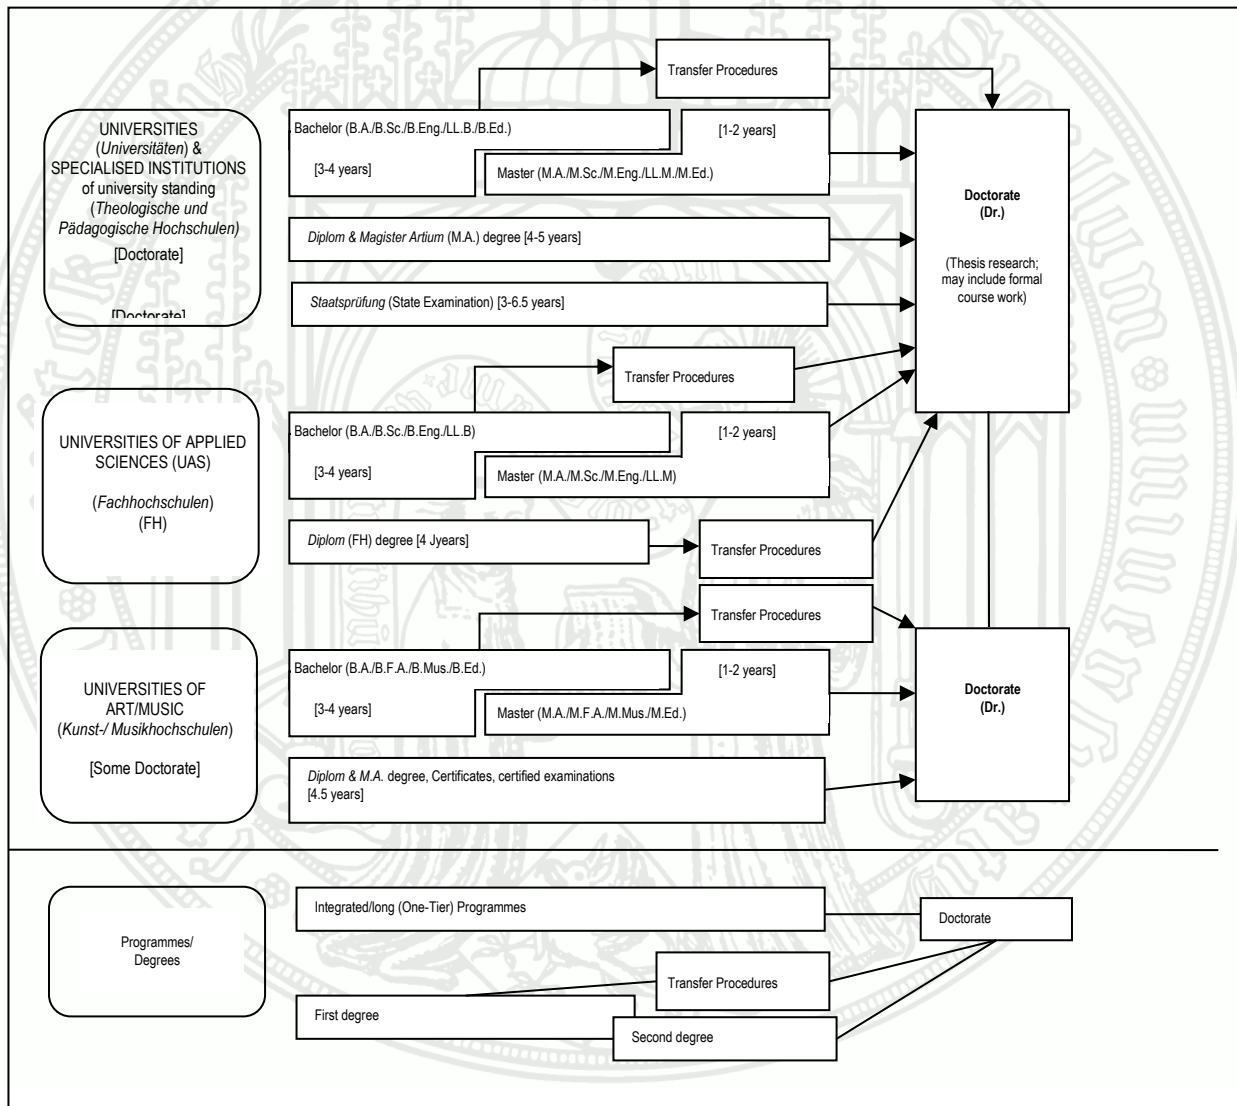 Transfer Procedures
UNIVERSITIES
(Universitäten) &
SPECIALISED INSTITUTIONS
of university standing
(Theologische und
Pädagogische Hochschulen)
[Doctorate]
[Doctorate]
Bachelor (B.A./B.Sc./B.Eng./LL.B./B.Ed.)
[3-4 years]
[1-2 years]
Master (M.A./M.Sc./M.Eng./LL.M./M.Ed.)
Diplom & Magister Artium (M.A.) degree [4-5 years]
Staatsprüfung (State Examination) [3-6.5 years]
Doctorate
(Dr.)
(Thesis research;
may include formal
course work)
Transfer Procedures
UNIVERSITIES OF APPLIED
SCIENCES (UAS)
(Fachhochschulen)
(FH)
Bachelor (B.A./B.Sc./B.Eng./LL.B)
[3-4 years]
[1-2 years]
Master (M.A./M.Sc./M.Eng./LL.M)
Diplom (FH) degree [4 Jyears]
Transfer Procedures
Transfer Procedures
UNIVERSITIES OF
ART/MUSIC
(Kunst-/ Musikhochschulen)
[Some Doctorate]
Bachelor (B.A./B.F.A./B.Mus./B.Ed.)
[3-4 years]
[1-2 years]
Master (M.A./M.F.A./M.Mus./M.Ed.)
Diplom & M.A. degree, Certificates, certified examinations
[4.5 years]
Doctorate
(Dr.)
Programmes/
Degrees
Integrated/long (One-Tier) Programmes
Doctorate
Transfer Procedures
First degree
Second degree